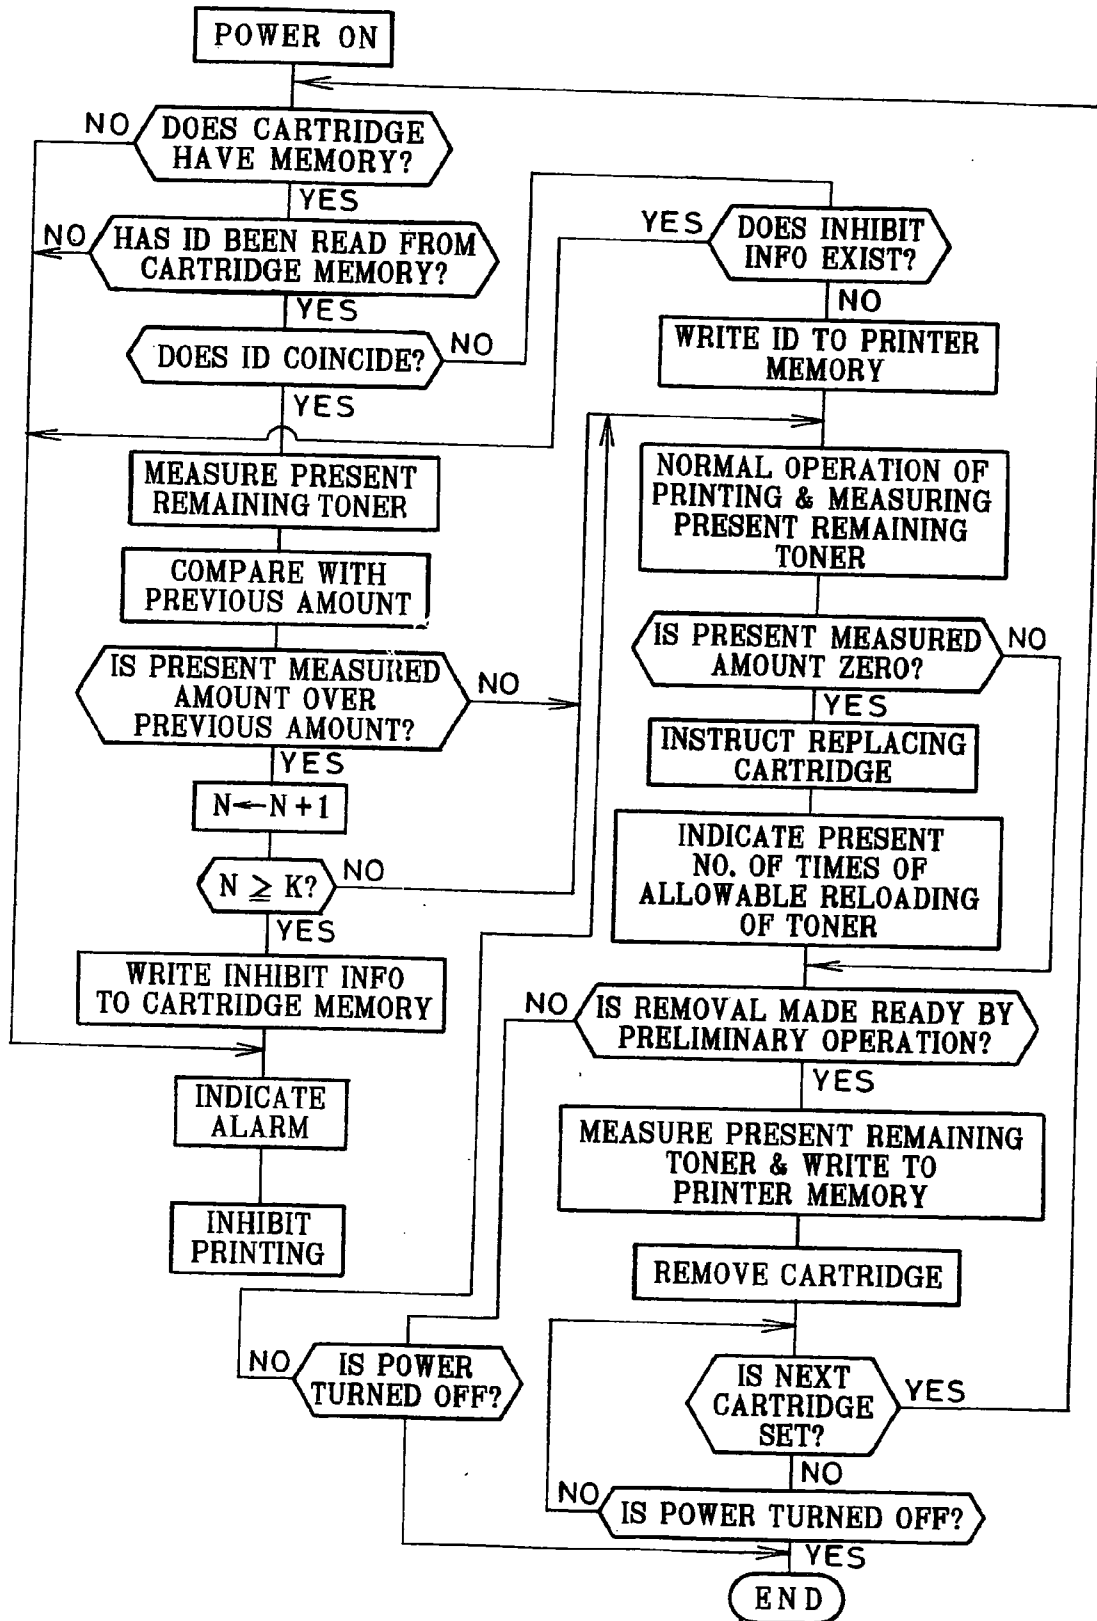 POWER ON
DOES CARTRIDGE
HAVE MEMORY?
NO
YES
HAS ID BEEN READ FROM
CARTRIDGE MEMORY?
NO
YES
DOES ID COINCIDE?
NO
YES
MEASURE PRESENT
REMAINING TONER
COMPARE WITH
PREVIOUS AMOUNT
IS PRESENT MEASURED
AMOUNT OVER
PREVIOUS AMOUNT?
NO
YES
N←N+1
N ≧ K?
NO
YES
WRITE INHIBIT INFO
TO CARTRIDGE MEMORY
INDICATE
ALARM
INHIBIT
PRINTING
YES
DOES INHIBIT
INFO EXIST?
NO
WRITE ID TO PRINTER
MEMORY
NORMAL OPERATION OF
PRINTING & MEASURING
PRESENT REMAINING
TONER
IS PRESENT MEASURED
AMOUNT ZERO?
NO
YES
INSTRUCT REPLACING
CARTRIDGE
INDICATE PRESENT
NO. OF TIMES OF
ALLOWABLE RELOADING
OF TONER
NO
IS REMOVAL MADE READY BY
PRELIMINARY OPERATION?
YES
MEASURE PRESENT REMAINING
TONER & WRITE TO
PRINTER MEMORY
REMOVE CARTRIDGE
NO
IS POWER
TURNED OFF?
IS NEXT
CARTRIDGE
SET?
YES
NO
NO
IS POWER TURNED OFF?
YES
END